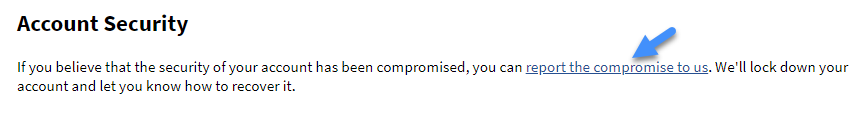 Account Security
If you believe that the security of your account has been compromised, you can report the compromise to us. We'll lock down your
account and let you know how to recover it.